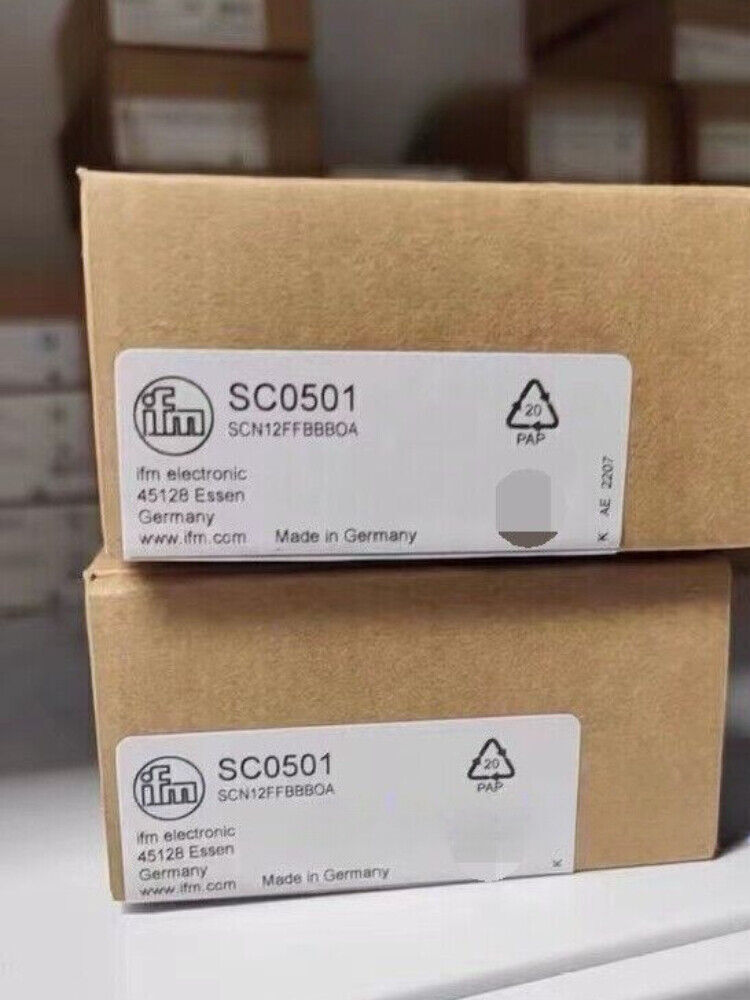 ifm
SC0501
SCN12FFBBBOA
20
PAP
ifm electronic
45128 Essen
Germany
www.ifm.com
Made in Germany
K AE 2207
ifm
SC0501
SCN12FFBBBOA
20
PAP
ifm electronic
45128 Essen
Germany
www.ifm.com
Made in Germany
K